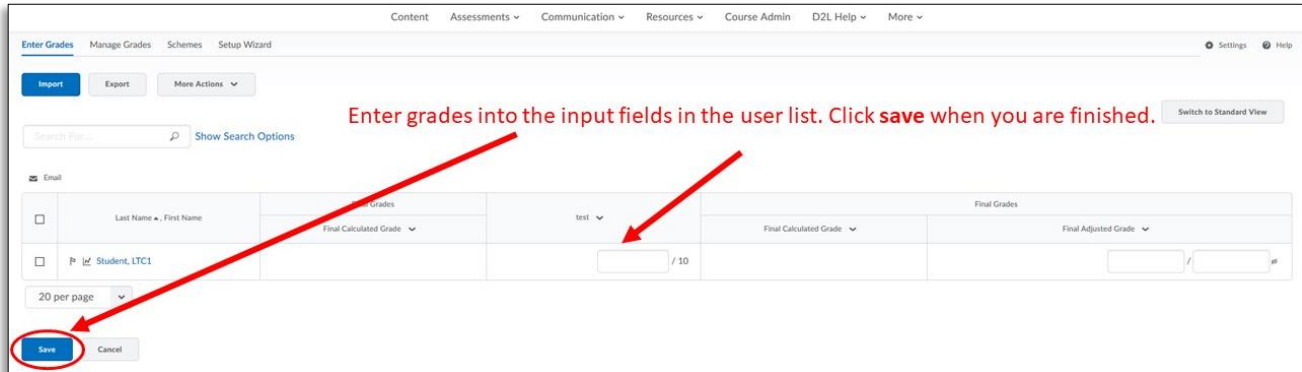 Content Assessments Communication Resources Course Admin D2L Help More
Enter Grades Manage Grades Schemes Setup Wizard Settings Help
Import Export More Actions
Enter grades into the input fields in the user list. Click save when you are finished. Switch to Standard View
Search For... Show Search Options
Email
Final Grades Final Grades
Last Name, First Name test
Final Calculated Grade Final Calculated Grade Final Adjusted Grade
Student, LTC1 / 10 /
20 per page
Save Cancel